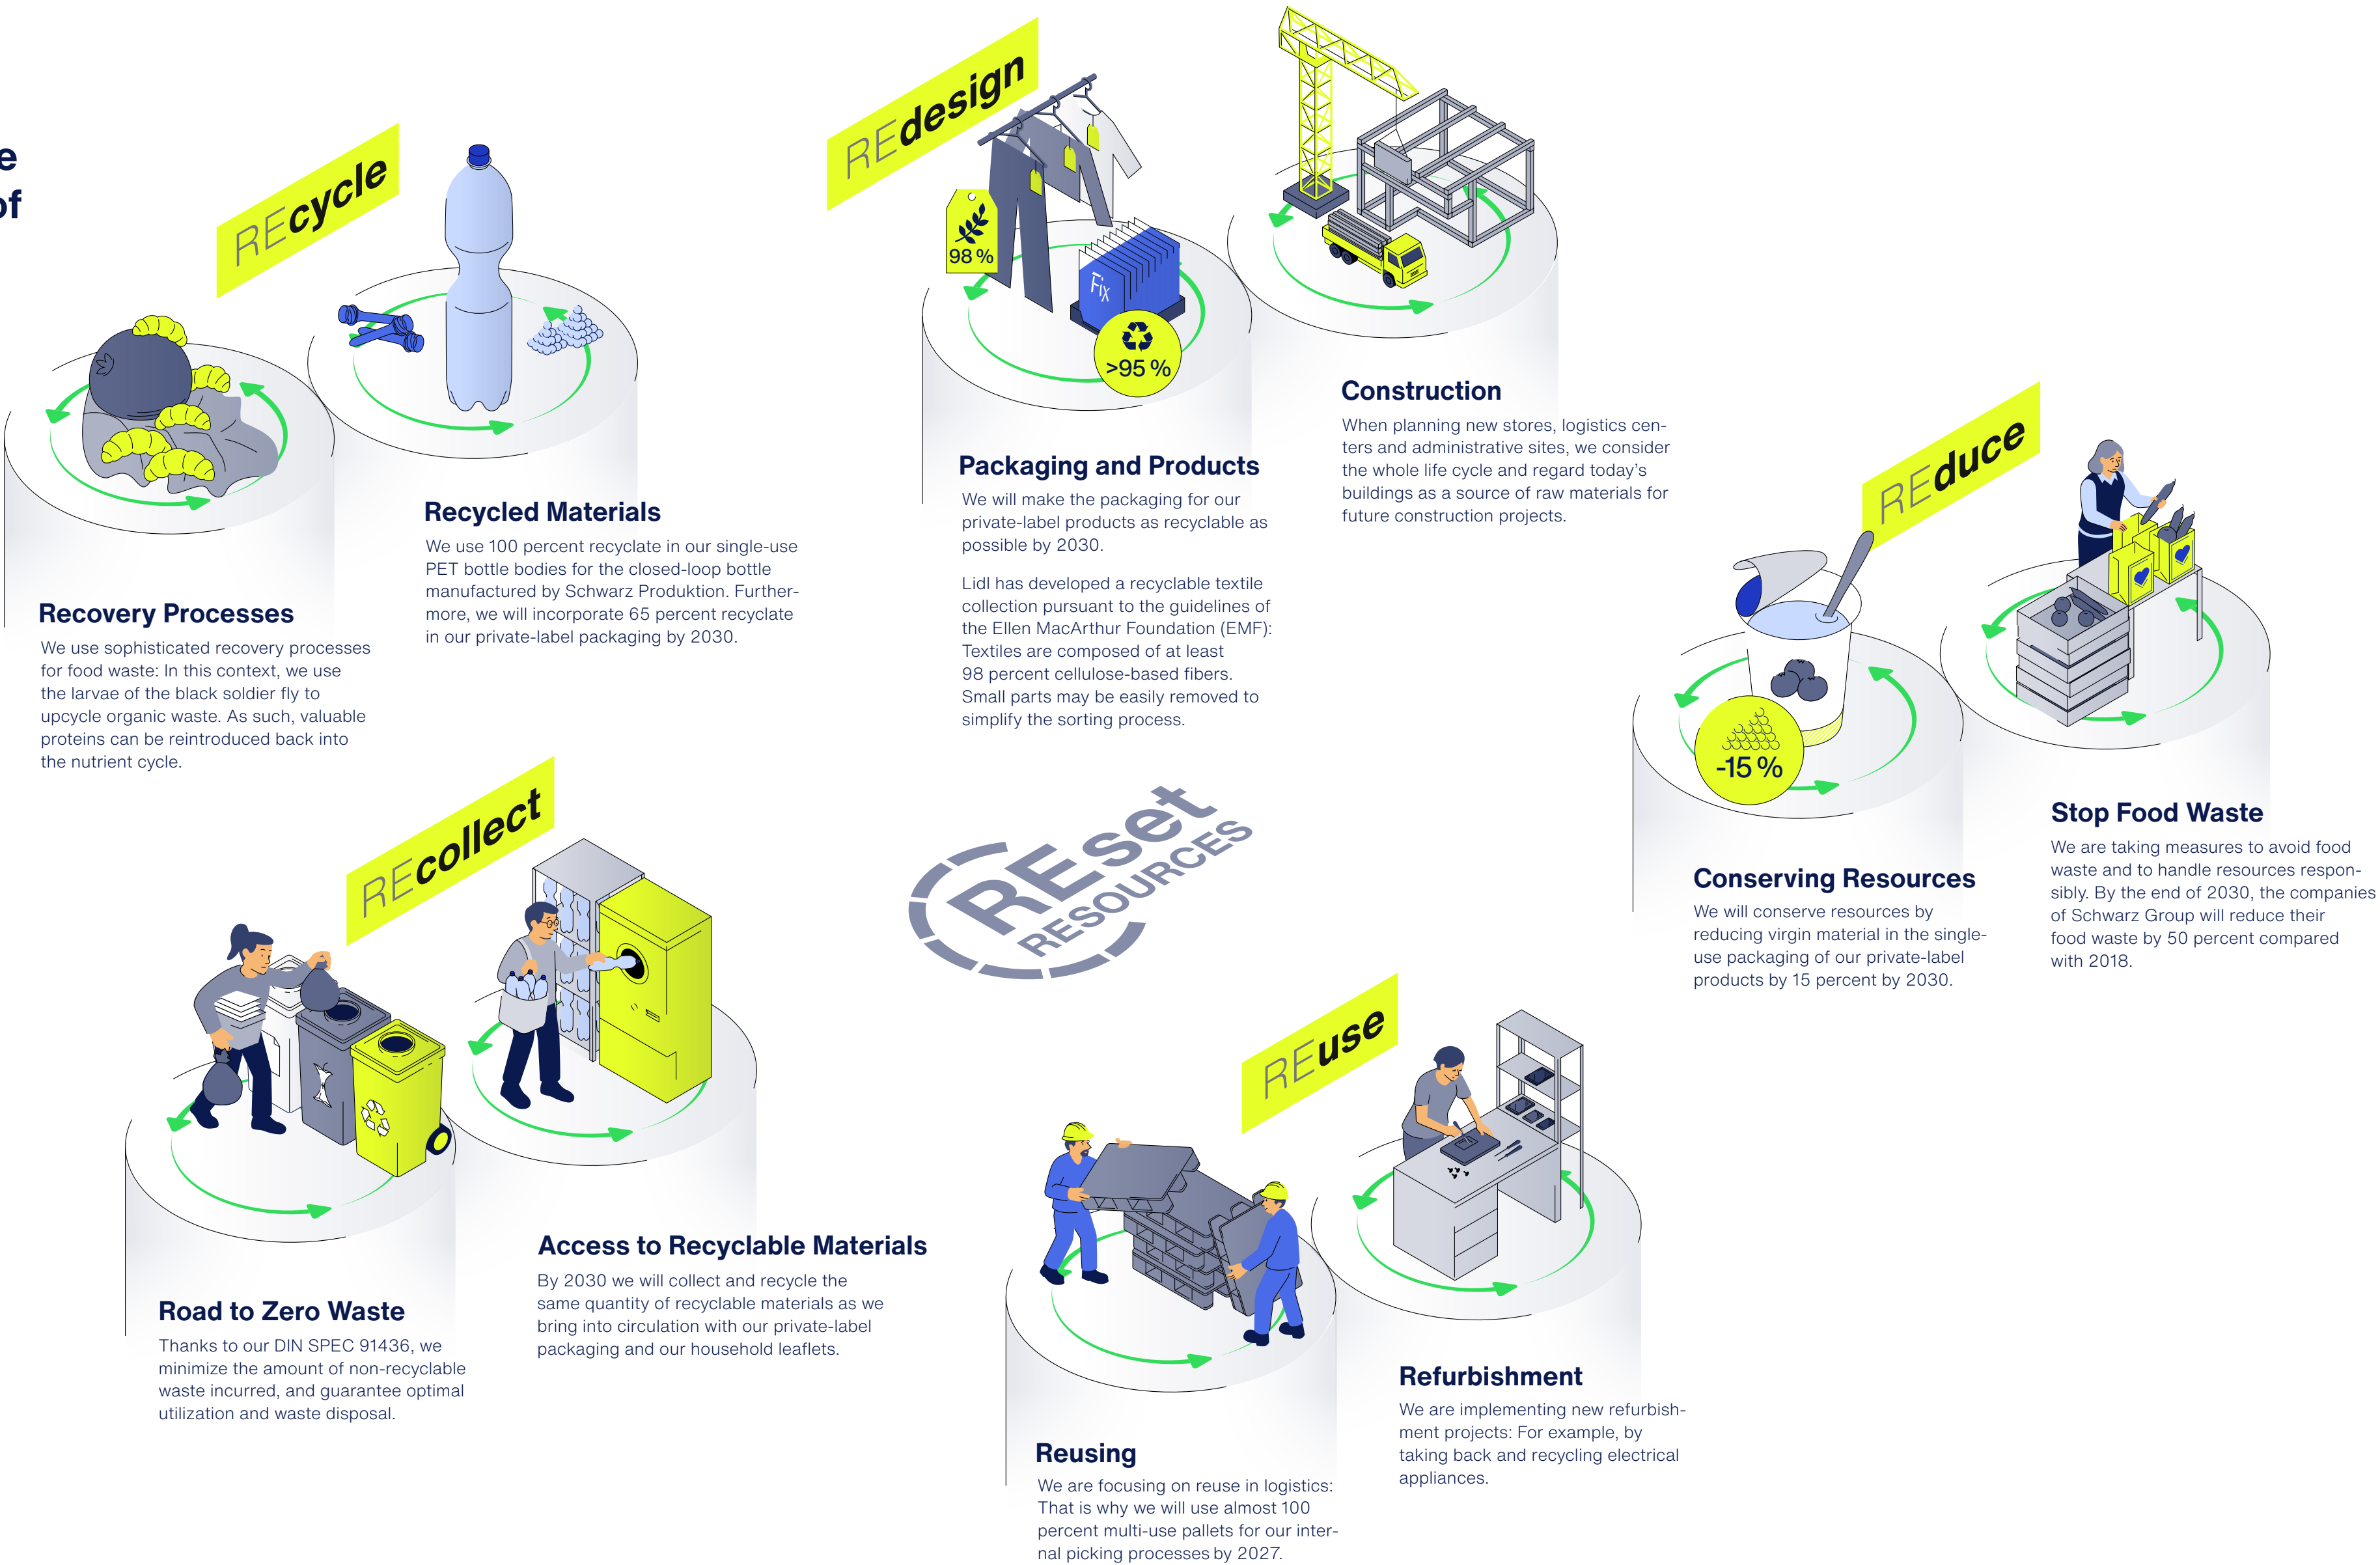 e
of
REcycle
Recovery Processes
We use sophisticated recovery processes
for food waste: In this context, we use
the larvae of the black soldier fly to
upcycle organic waste. As such, valuable
proteins can be reintroduced back into
the nutrient cycle.
Recycled Materials
We use 100 percent recyclate in our single-use
PET bottle bodies for the closed-loop bottle
manufactured by Schwarz Produktion. Further-
more, we will incorporate 65 percent recyclate
in our private-label packaging by 2030.
REdesign
98 %
Fix
>95 %
Packaging and Products
We will make the packaging for our
private-label products as recyclable as
possible by 2030.
Lidl has developed a recyclable textile
collection pursuant to the guidelines of
the Ellen MacArthur Foundation (EMF):
Textiles are composed of at least
98 percent cellulose-based fibers.
Small parts may be easily removed to
simplify the sorting process.
Construction
When planning new stores, logistics cen-
ters and administrative sites, we consider
the whole life cycle and regard today's
buildings as a source of raw materials for
future construction projects.
REduce
-15 %
Conserving Resources
We will conserve resources by
reducing virgin material in the single-
use packaging of our private-label
products by 15 percent by 2030.
Stop Food Waste
We are taking measures to avoid food
waste and to handle resources respon-
sibly. By the end of 2030, the companies
of Schwarz Group will reduce their
food waste by 50 percent compared
with 2018.
REcollect
Road to Zero Waste
Thanks to our DIN SPEC 91436, we
minimize the amount of non-recyclable
waste incurred, and guarantee optimal
utilization and waste disposal.
Access to Recyclable Materials
By 2030 we will collect and recycle the
same quantity of recyclable materials as we
bring into circulation with our private-label
packaging and our household leaflets.
REset
RESOURCES
REuse
Reusing
We are focusing on reuse in logistics:
That is why we will use almost 100
percent multi-use pallets for our inter-
nal picking processes by 2027.
Refurbishment
We are implementing new refurbish-
ment projects: For example, by
taking back and recycling electrical
appliances.